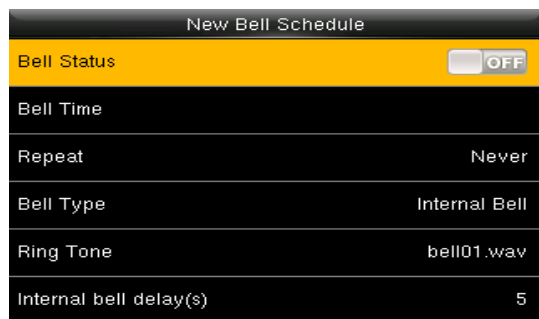 New Bell Schedule
Bell Status OFF
Bell Time
Repeat Never
Bell Type Internal Bell
Ring Tone bell01.wav
Internal bell delay(s) 5